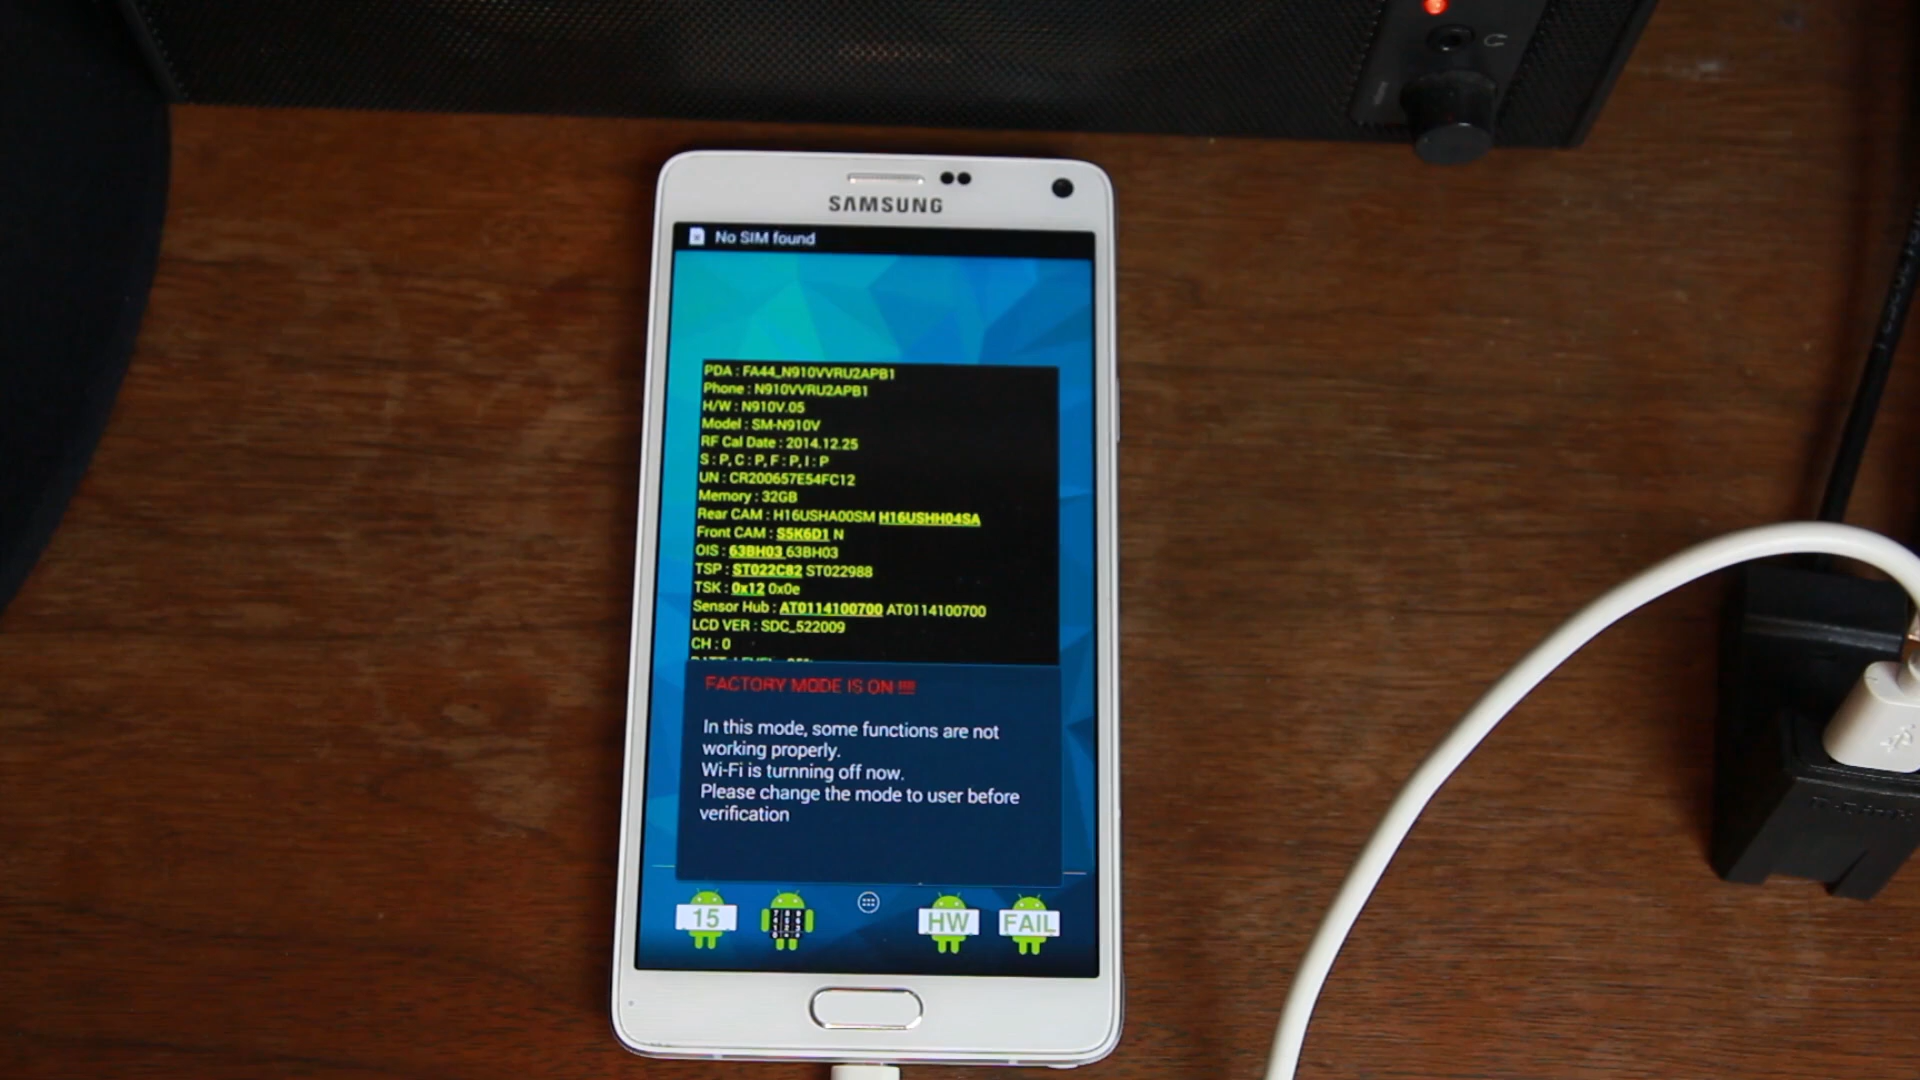 SAMSUNG
No SIM found
PDA : FA44_N910VVRU2APB1
Phone : N910VVRU2APB1
H/W : N910V.05
Model : SM-N910V
RF Cal Date : 2014.12.25
S : P, C : P, F : P, I : P
UN : CR200657E54FC12
Memory : 32GB
Rear CAM : H16USHA00SM H16USHH04SA
Front CAM : S5K6D1 N
OIS : 63BH03 63BH03
TSP : ST022C82 ST022988
TSK : 0x12 0x0e
Sensor Hub : AT0114100700 AT0114100700
LCD VER : SDC_522009
CH : 0
FACTORY MODE IS ON !!!!
In this mode, some functions are not
working properly.
Wi-Fi is turnning off now.
Please change the mode to user before
verification
15
HW
FAIL